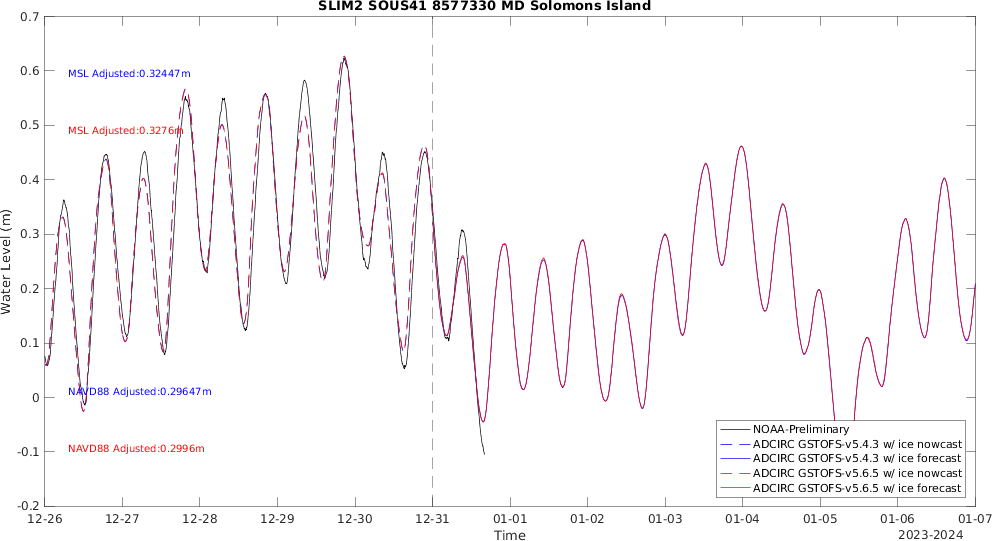 SLIM2 SOUS41 8577330 MD Solomons Island
0.7
0.6
0.5
0.4
0.3
0.2
0.1
0
-0.1
-0.2
Water Level (m)
MSL Adjusted:0.32447m
MSL Adjusted:0.3276m
NAVD88 Adjusted:0.29647m
NAVD88 Adjusted:0.2996m
NOAA-Preliminary
ADCIRC GSTOFS-v5.4.3 w/ ice nowcast
ADCIRC GSTOFS-v5.4.3 w/ ice forecast
ADCIRC GSTOFS-v5.6.5 w/ ice nowcast
ADCIRC GSTOFS-v5.6.5 w/ ice forecast
12-26 12-27 12-28 12-29 12-30 12-31 01-01 01-02 01-03 01-04 01-05 01-06 01-07
Time
2023-2024